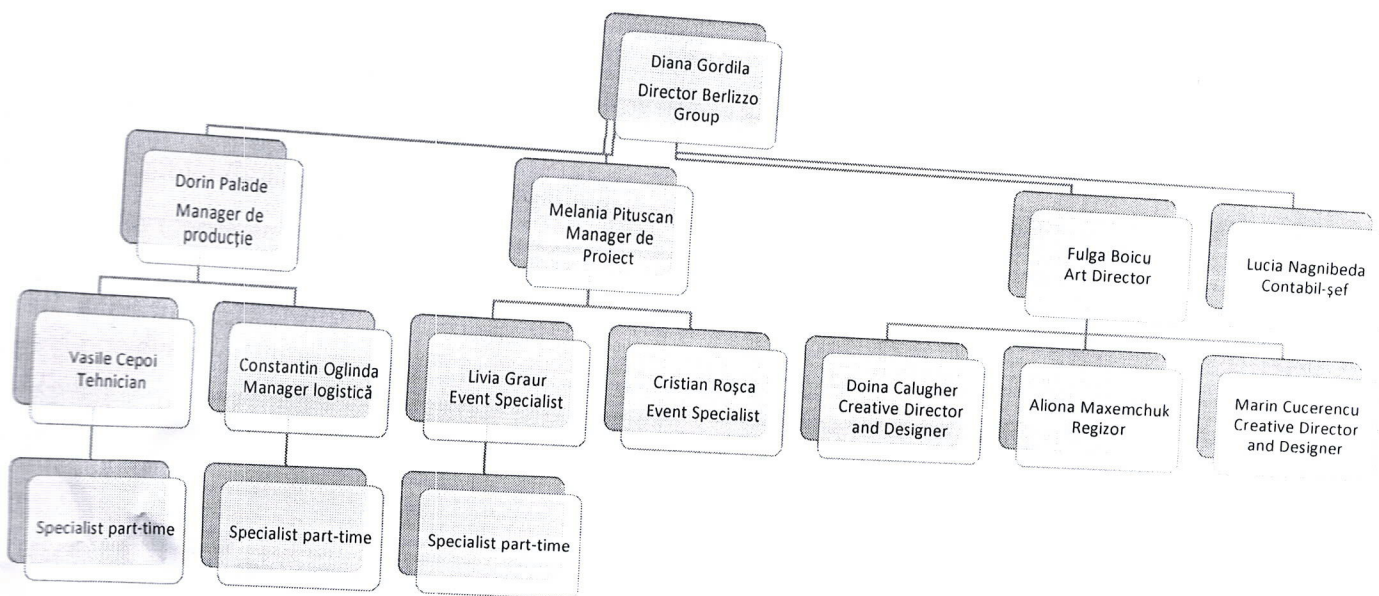 Diana Gordila
Director Berlizzo
Group
Dorin Palade
Manager de
producție
Melania Pituscan
Manager de
Proiect
Fulga Boicu
Art Director
Lucia Nagnibeda
Contabil-șef
Vasile Cepoi
Tehnician
Constantin Oglinda
Manager logistică
Livia Graur
Event Specialist
Cristian Roșca
Event Specialist
Doina Calugher
Creative Director
and Designer
Aliona Maxemchuk
Regizor
Marin Cucerencu
Creative Director
and Designer
Specialist part-time
Specialist part-time
Specialist part-time